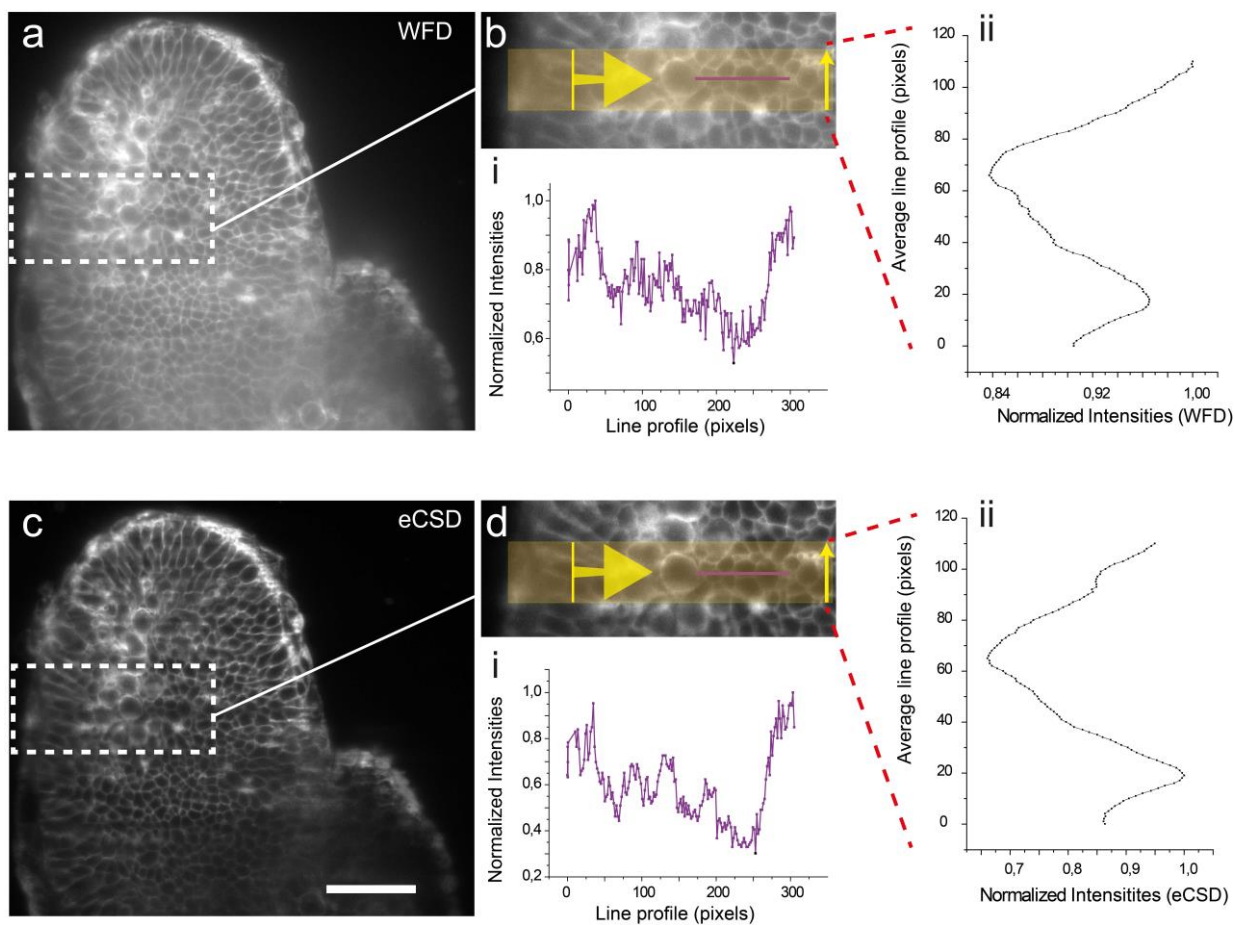 a
WFD
b
i
1,0
0,8
0,6
Normalized Intensities
0 100 200 300
Line profile (pixels)
ii
120
100
80
60
40
20
0
Average line profile (pixels)
0,84 0,92 1,00
Normalized Intensities (WFD)
c
eCSD
d
i
1,0
0,8
0,6
0,4
0,2
Normalized Intensities
0 100 200 300
Line profile (pixels)
ii
120
100
80
60
40
20
0
Average line profile (pixels)
0,7 0,8 0,9 1,0
Normalized Intensitites (eCSD)